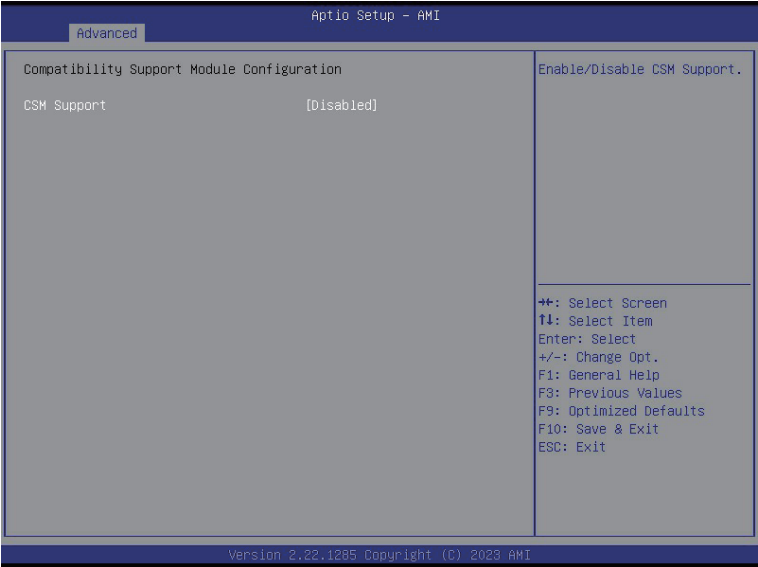 Aptio Setup – AMI
Advanced
Compatibility Support Module Configuration
CSM Support [Disabled]
Enable/Disable CSM Support.
→←: Select Screen
↑↓: Select Item
Enter: Select
+/-: Change Opt.
F1: General Help
F3: Previous Values
F9: Optimized Defaults
F10: Save & Exit
ESC: Exit
Version 2.22.1285 Copyright (C) 2023 AMI